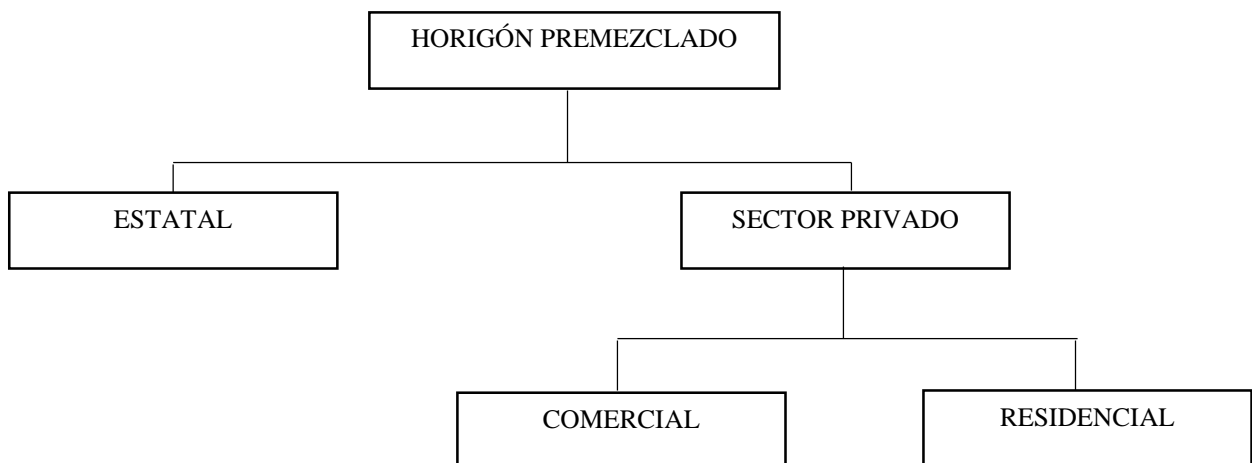 HORIGÓN PREMEZCLADO
ESTATAL
SECTOR PRIVADO
COMERCIAL
RESIDENCIAL